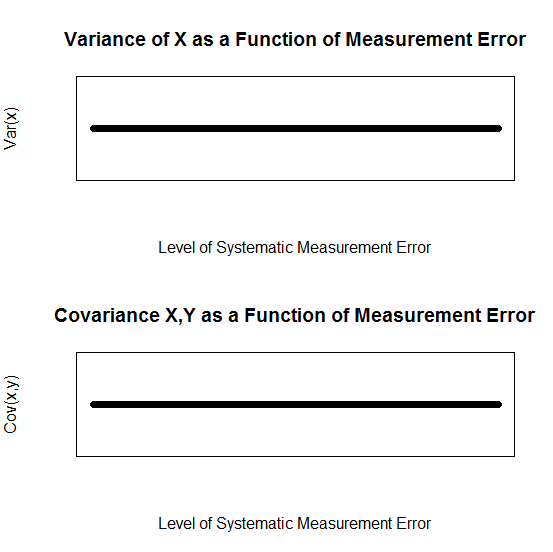 Variance of X as a Function of Measurement Error
Var(x)
Level of Systematic Measurement Error
Covariance X,Y as a Function of Measurement Error
Cov(x,y)
Level of Systematic Measurement Error